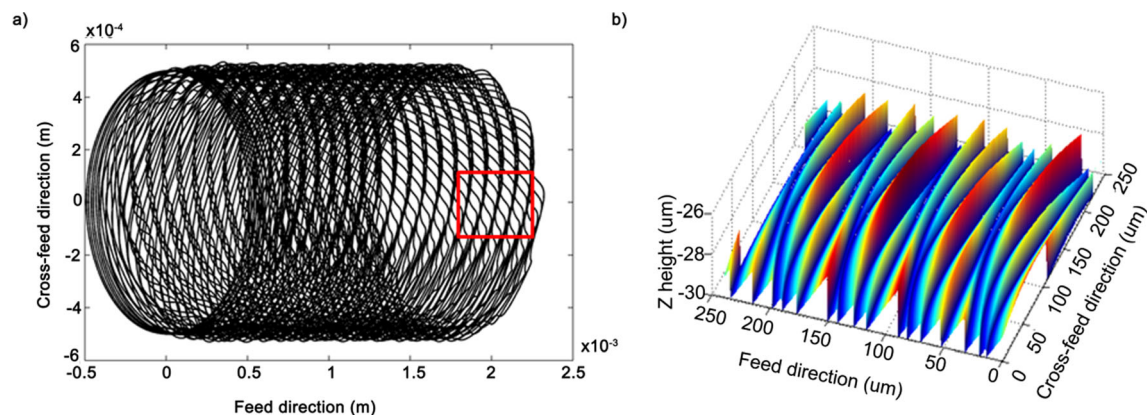 a)
x10-4
6
4
2
0
-2
-4
-6
Cross-feed direction (m)
-0.5 0 0.5 1 1.5 2 2.5
x10-3
Feed direction (m)
b)
Z height (um)
-26
-28
-30
250 200 150 100 50 0
Feed direction (um)
0 50 100 150 200 250
Cross-feed direction (um)